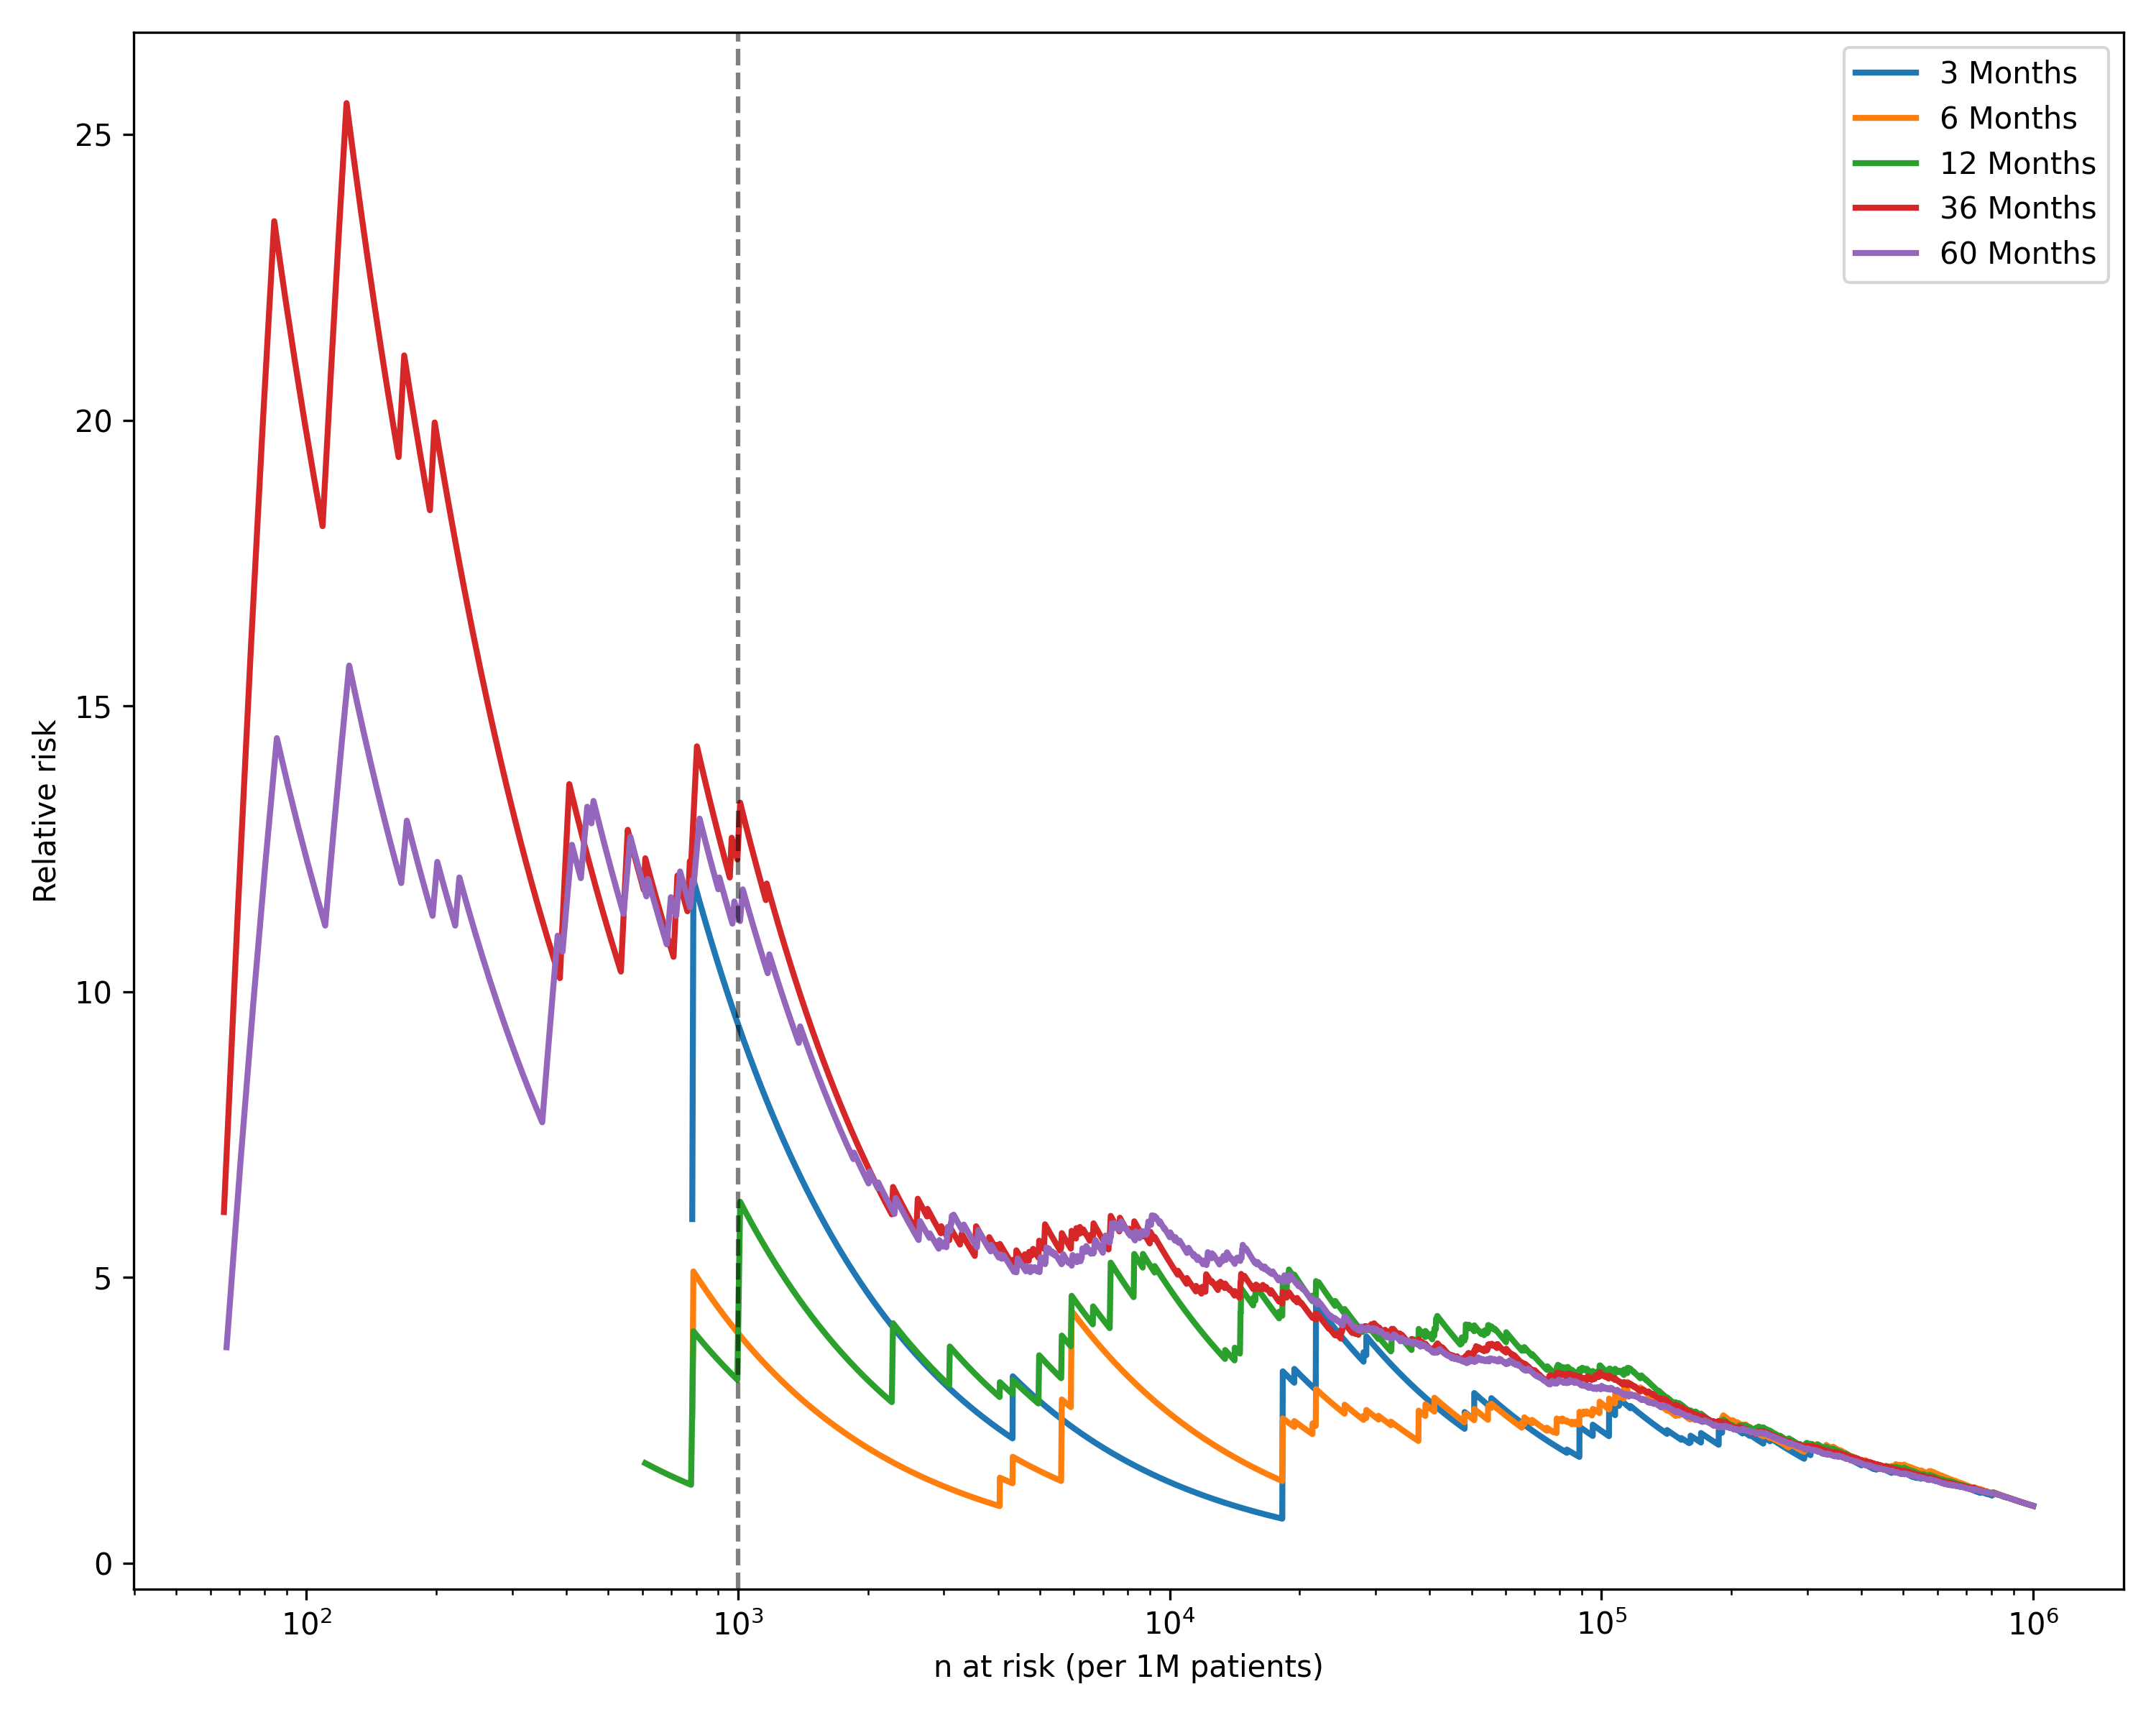 3 Months
6 Months
12 Months
36 Months
60 Months
25
20
15
10
5
0
Relative risk
10²
10³
10⁴
10⁵
10⁶
n at risk (per 1M patients)